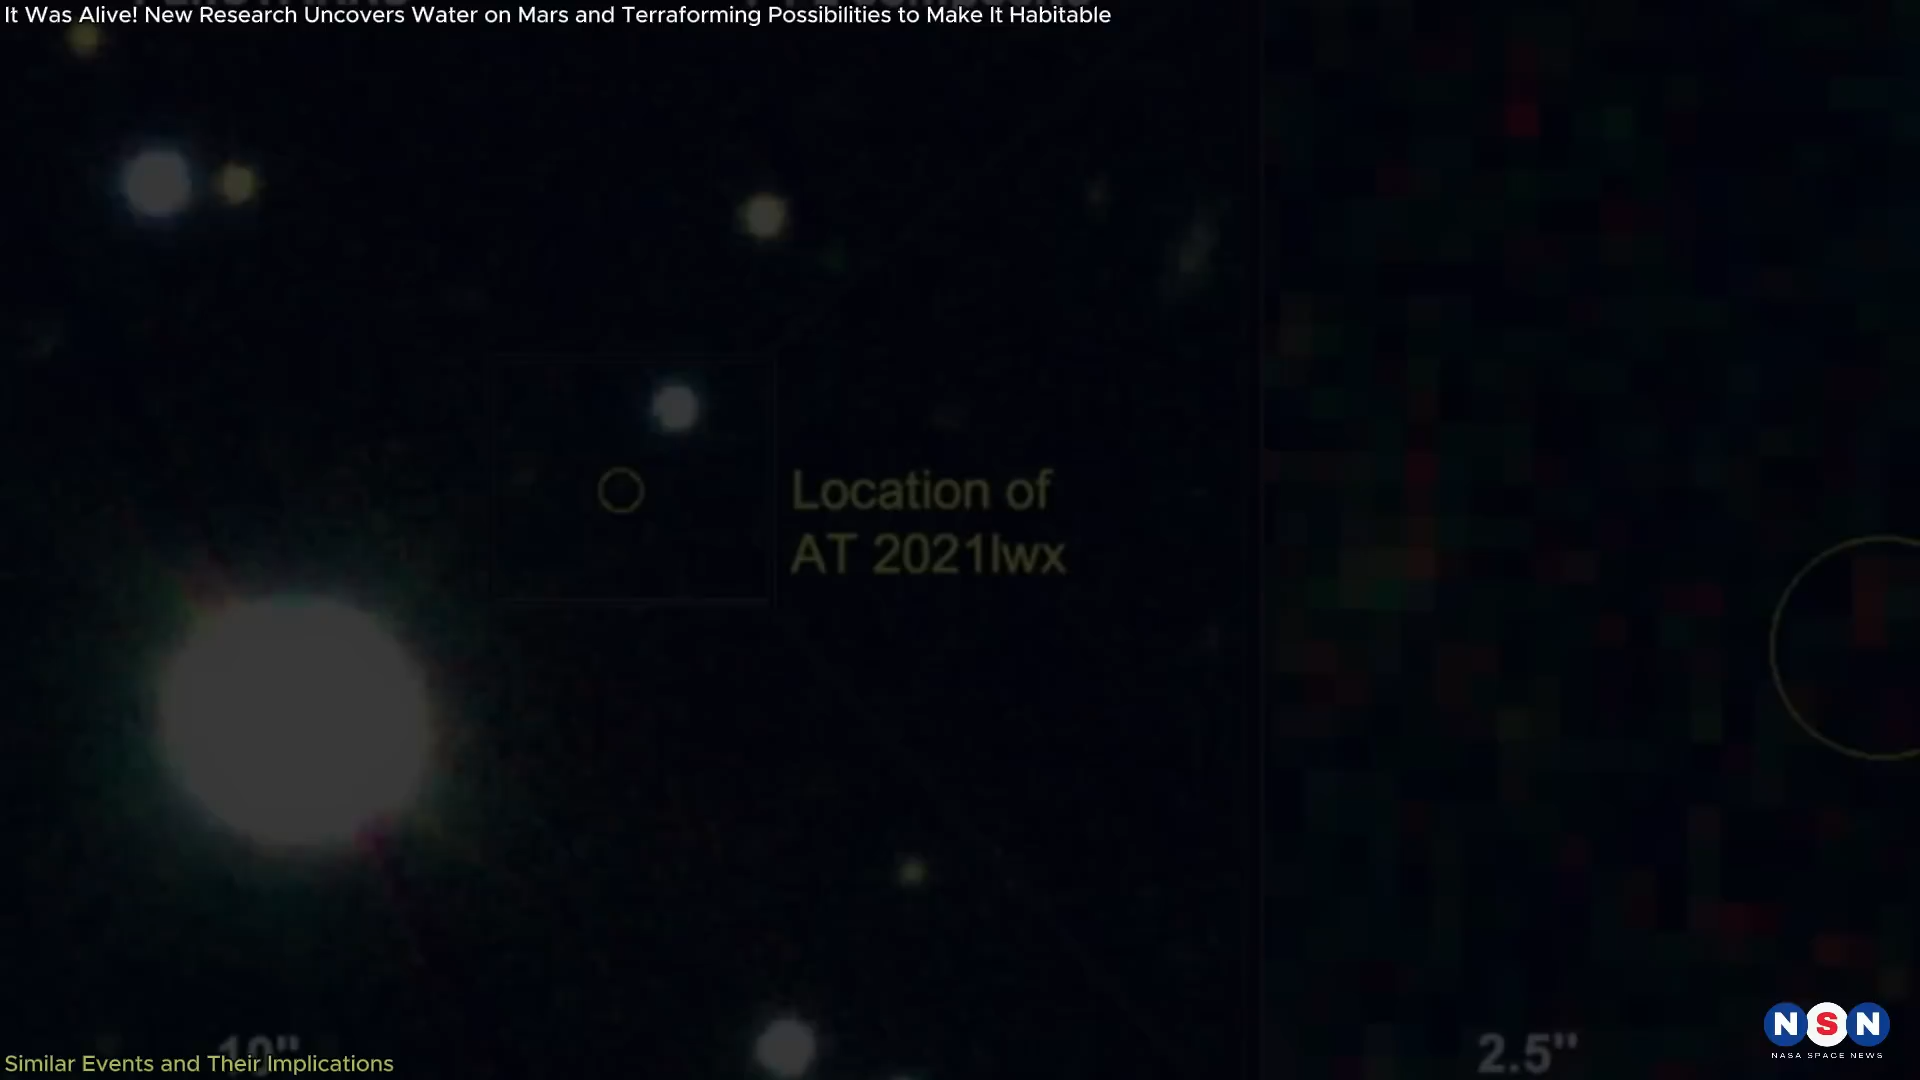 It Was Alive! New Research Uncovers Water on Mars and Terraforming Possibilities to Make It Habitable
Location of
AT 2021lwx
10"
2.5"
Similar Events and Their Implications
NSN
NASA SPACE NEWS